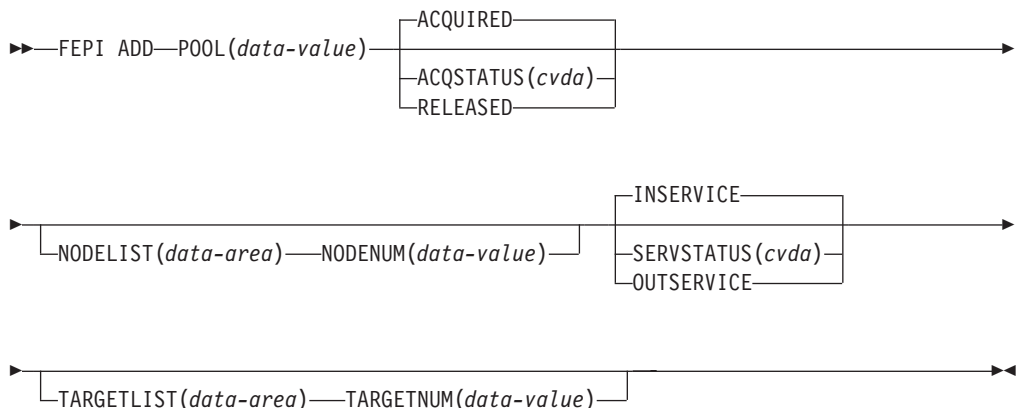 ACQUIRED
FEPI ADD POOL(data-value)
ACQSTATUS(cvda)
RELEASED
INSERVICE
NODELIST(data-area) NODENUM(data-value) SERVSTATUS(cvda)
OUTSERVICE
TARGETLIST(data-area) TARGETNUM(data-value)